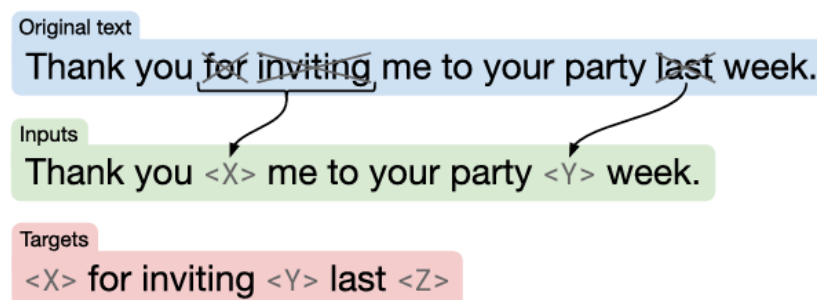 Original text
Thank you for inviting me to your party last week.
Inputs
Thank you <X> me to your party <Y> week.
Targets
<X> for inviting <Y> last <Z>